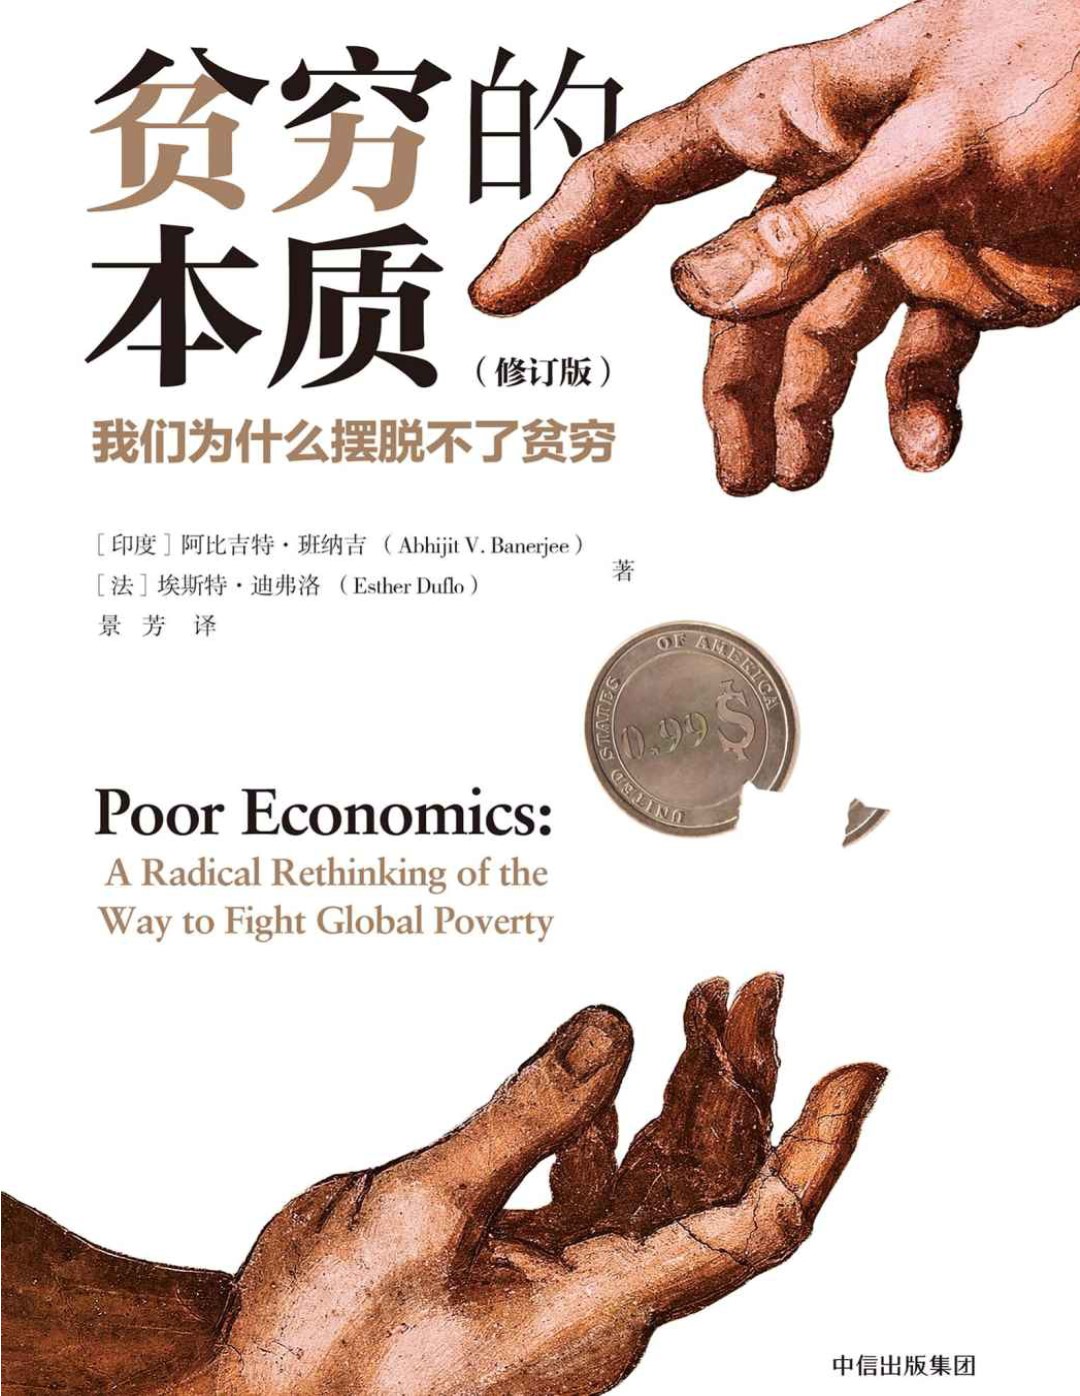 贫穷的
本质
（修订版）
我们为什么摆脱不了贫穷
［印度］阿比吉特·班纳吉（Abhijit V. Banerjee）
［法］埃斯特·迪弗洛（Esther Duflo）
著
景 芳 译
UNITED STATES OF AMERICA
0.99 $
Poor Economics:
A Radical Rethinking of the
Way to Fight Global Poverty
中信出版集团